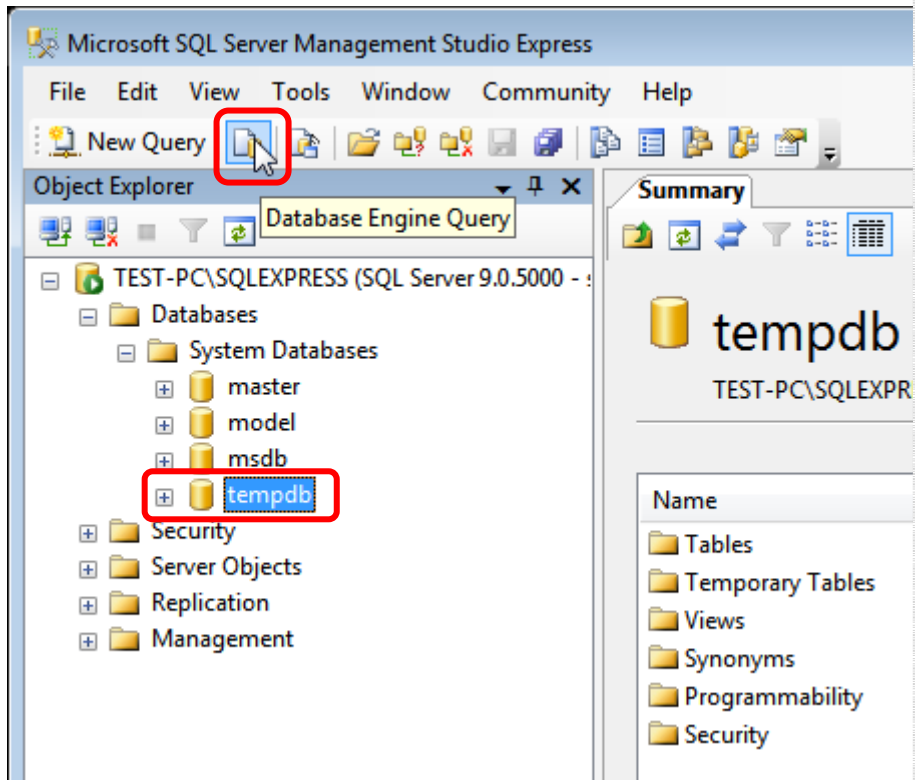 Microsoft SQL Server Management Studio Express
File Edit View Tools Window Community Help
New Query
Object Explorer
Database Engine Query
TEST-PC\SQLEXPRESS (SQL Server 9.0.5000 -
Databases
System Databases
master
model
msdb
tempdb
Security
Server Objects
Replication
Management
Summary
tempdb
TEST-PC\SQLEXPR
Name
Tables
Temporary Tables
Views
Synonyms
Programmability
Security